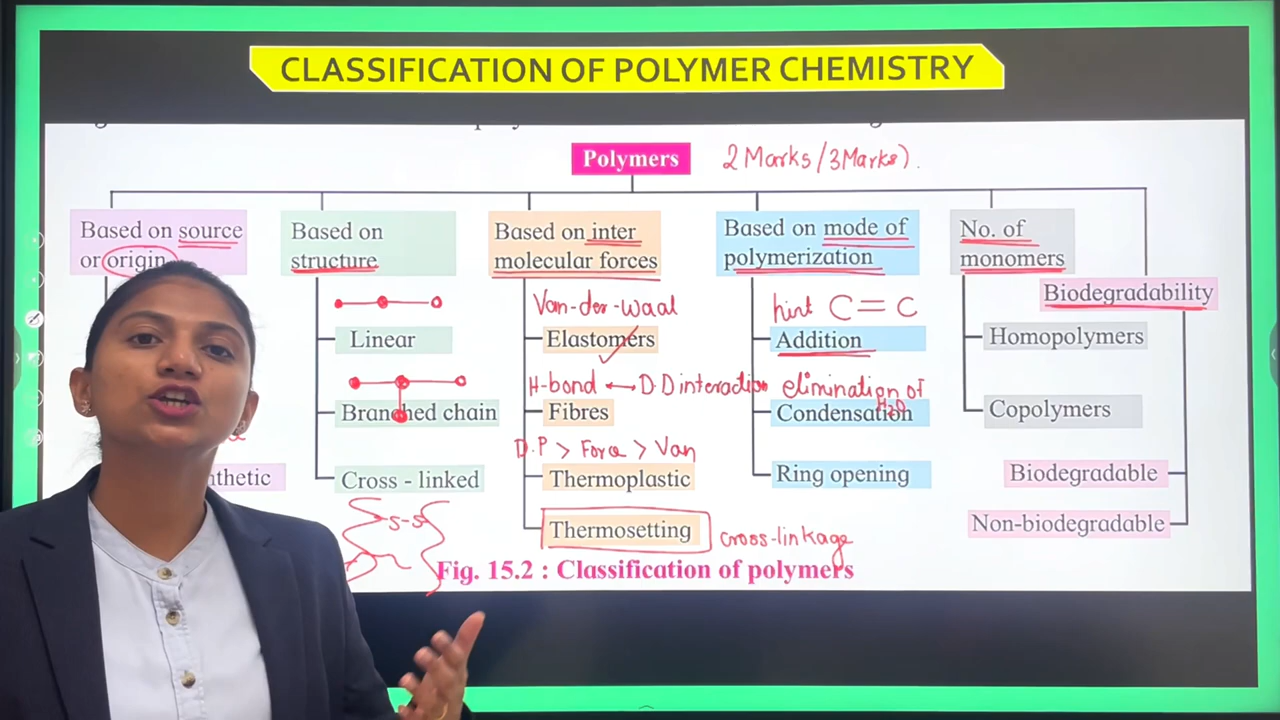 CLASSIFICATION OF POLYMER CHEMISTRY
Polymers
2 Marks/3Marks).
Based on source
or origin
Based on
structure
Based on inter
molecular forces
Based on mode of
polymerization
No. of
monomers
Biodegradability
Linear
Branched chain
Cross - linked
S-S
Van-der-waal
Elastomers
H-bond ⟷ D.D interaction
Fibres
D.P > Force > Van
Thermoplastic
Thermosetting
cross-linkage
hint C=C
Addition
elimination of
H2O
Condensation
Ring opening
Homopolymers
Copolymers
Biodegradable
Non-biodegradable
Fig. 15.2 : Classification of polymers